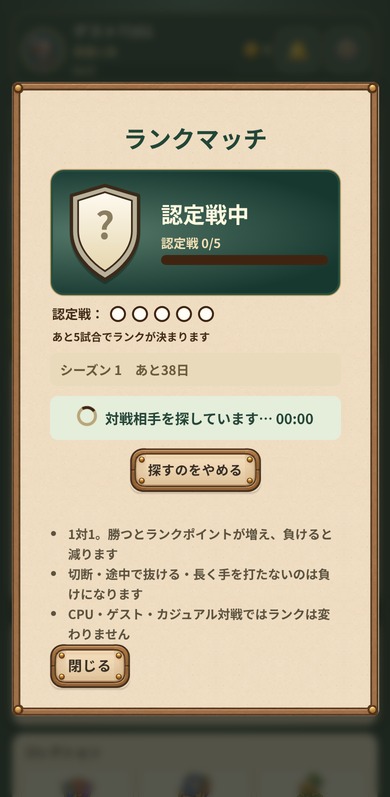 ランクマッチ
?
認定戦中
認定戦 0/5
認定戦：
あと5試合でランクが決まります
シーズン 1　あと38日
対戦相手を探しています… 00:00
探すのをやめる
• 1対1。勝つとランクポイントが増え、負けると
減ります
• 切断・途中で抜ける・長く手を打たないのは負
けになります
• CPU・ゲスト・カジュアル対戦ではランクは変
わりません
閉じる